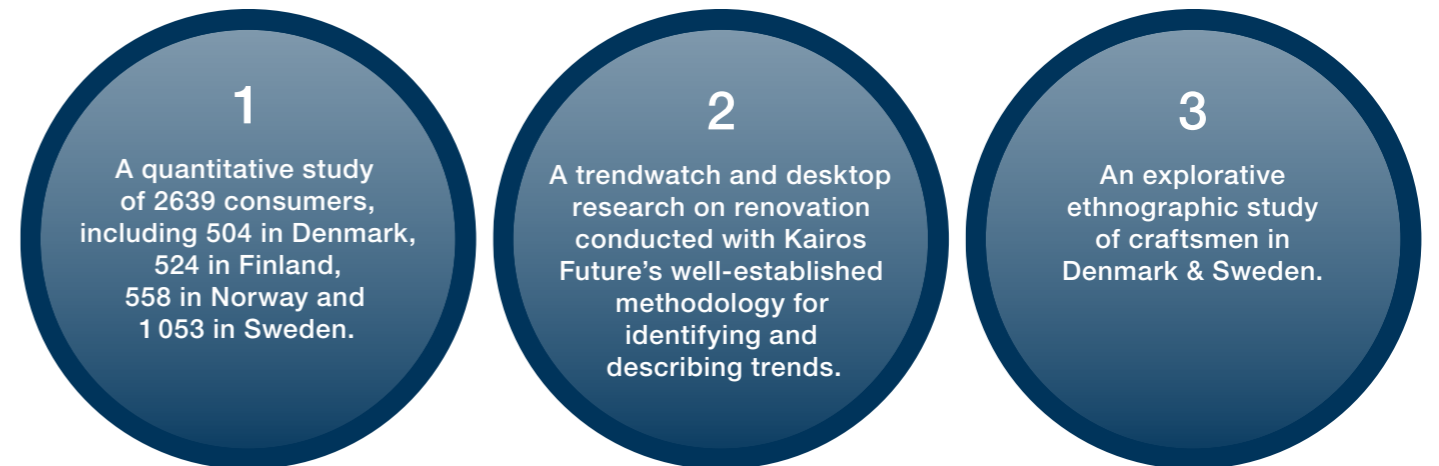 1
A quantitative study
of 2639 consumers,
including 504 in Denmark,
524 in Finland,
558 in Norway and
1 053 in Sweden.
2
A trendwatch and desktop
research on renovation
conducted with Kairos
Future’s well-established
methodology for
identifying and
describing trends.
3
An explorative
ethnographic study
of craftsmen in
Denmark & Sweden.